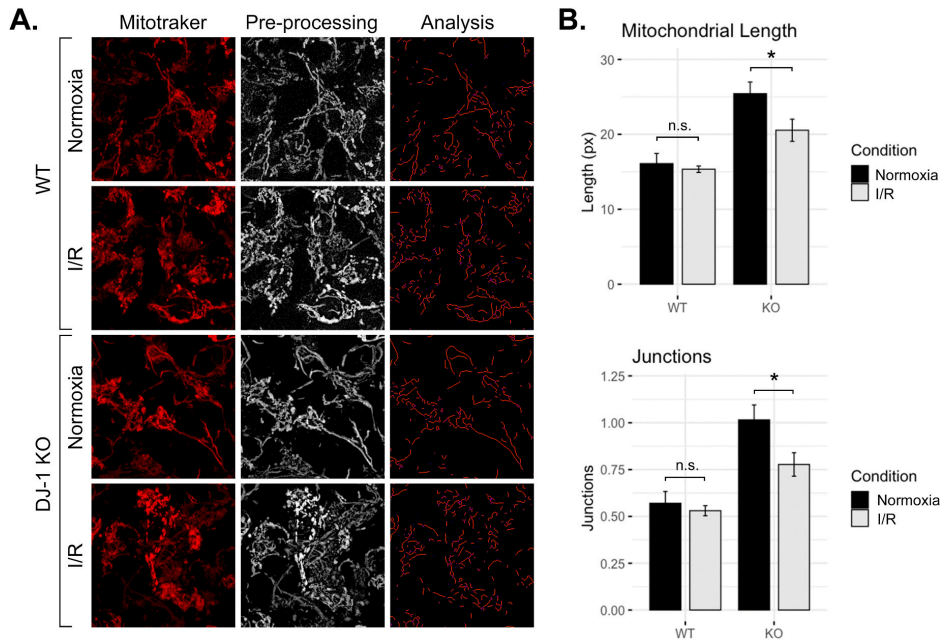 A.
Mitotraker Pre-processing Analysis
WT
Normoxia
I/R
DJ-1 KO
Normoxia
I/R
B.
Mitochondrial Length
30
20
10
0
Length (px)
n.s.
*
WT KO
Condition
Normoxia
I/R
Junctions
1.25
1.00
0.75
0.50
0.25
0.00
Junctions
n.s.
*
WT KO
Condition
Normoxia
I/R